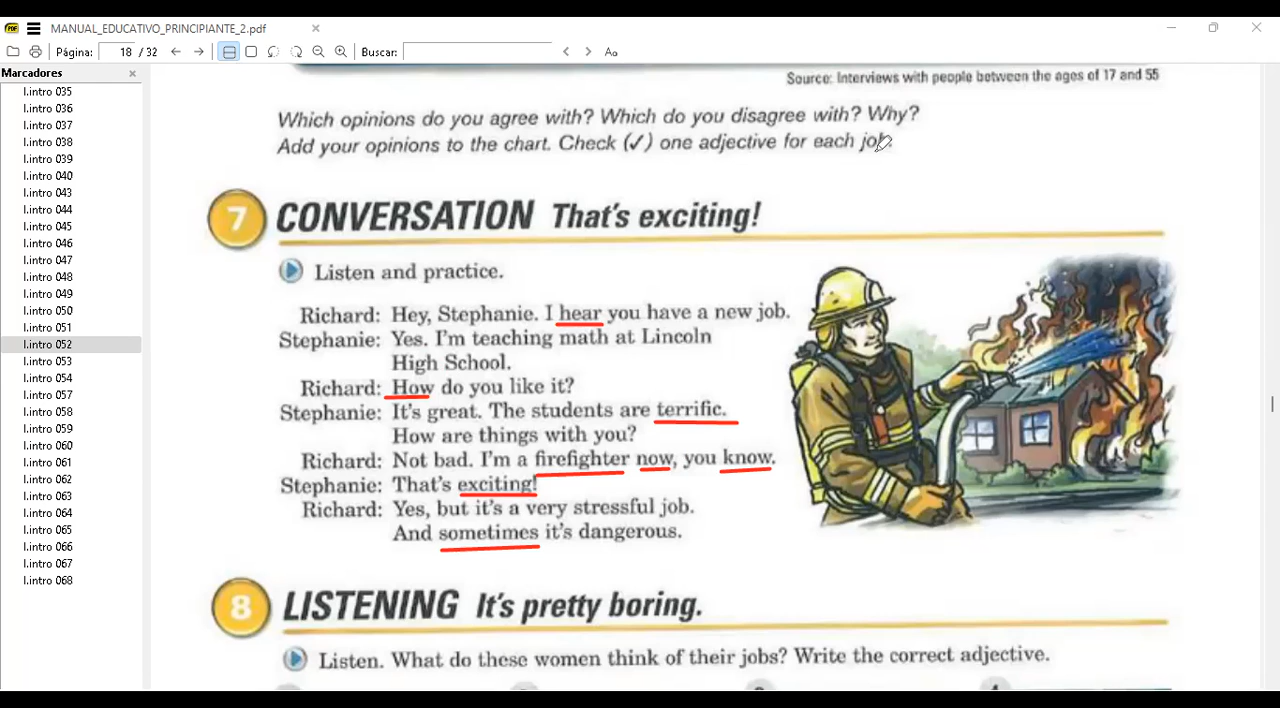 MANUAL_EDUCATIVO_PRINCIPIANTE_2.pdf
Página: 18 / 32 Buscar: Aa
Marcadores
I.intro 035
I.intro 036
I.intro 037
I.intro 038
I.intro 039
I.intro 040
I.intro 043
I.intro 044
I.intro 045
I.intro 046
I.intro 047
I.intro 048
I.intro 049
I.intro 050
I.intro 051
I.intro 052
I.intro 053
I.intro 054
I.intro 057
I.intro 058
I.intro 059
I.intro 060
I.intro 061
I.intro 062
I.intro 063
I.intro 064
I.intro 065
I.intro 066
I.intro 067
I.intro 068
Source: Interviews with people between the ages of 17 and 55
Which opinions do you agree with? Which do you disagree with? Why?
Add your opinions to the chart. Check (✓) one adjective for each job.
7 CONVERSATION That's exciting!
Listen and practice.
Richard: Hey, Stephanie. I hear you have a new job.
Stephanie: Yes. I'm teaching math at Lincoln
High School.
Richard: How do you like it?
Stephanie: It's great. The students are terrific.
How are things with you?
Richard: Not bad. I'm a firefighter now, you know.
Stephanie: That's exciting!
Richard: Yes, but it's a very stressful job.
And sometimes it's dangerous.
8 LISTENING It's pretty boring.
Listen. What do these women think of their jobs? Write the correct adjective.